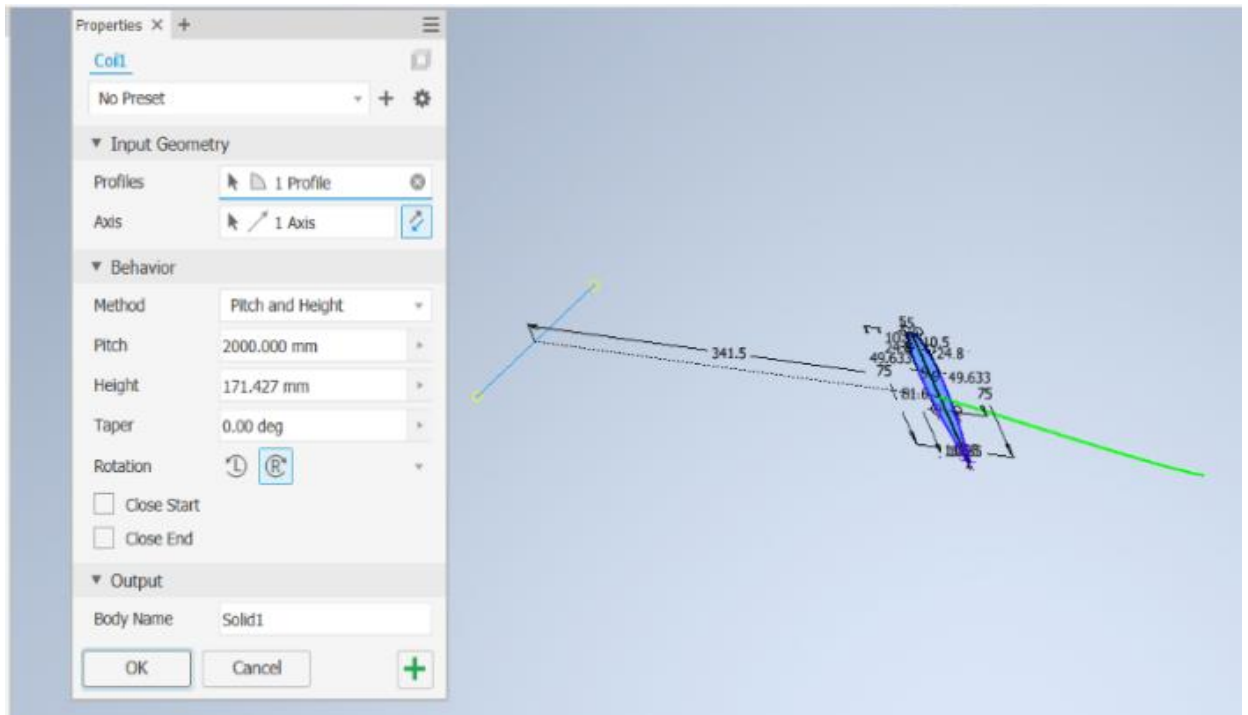 Properties × +
Coil1
No Preset
Input Geometry
Profiles 1 Profile
Axis 1 Axis
Behavior
Method Pitch and Height
Pitch 2000.000 mm
Height 171.427 mm
Taper 0.00 deg
Rotation L R
Close Start
Close End
Output
Body Name Solid1
OK Cancel
341.5
55
10.5
24.8
49.633
49.633
75
75